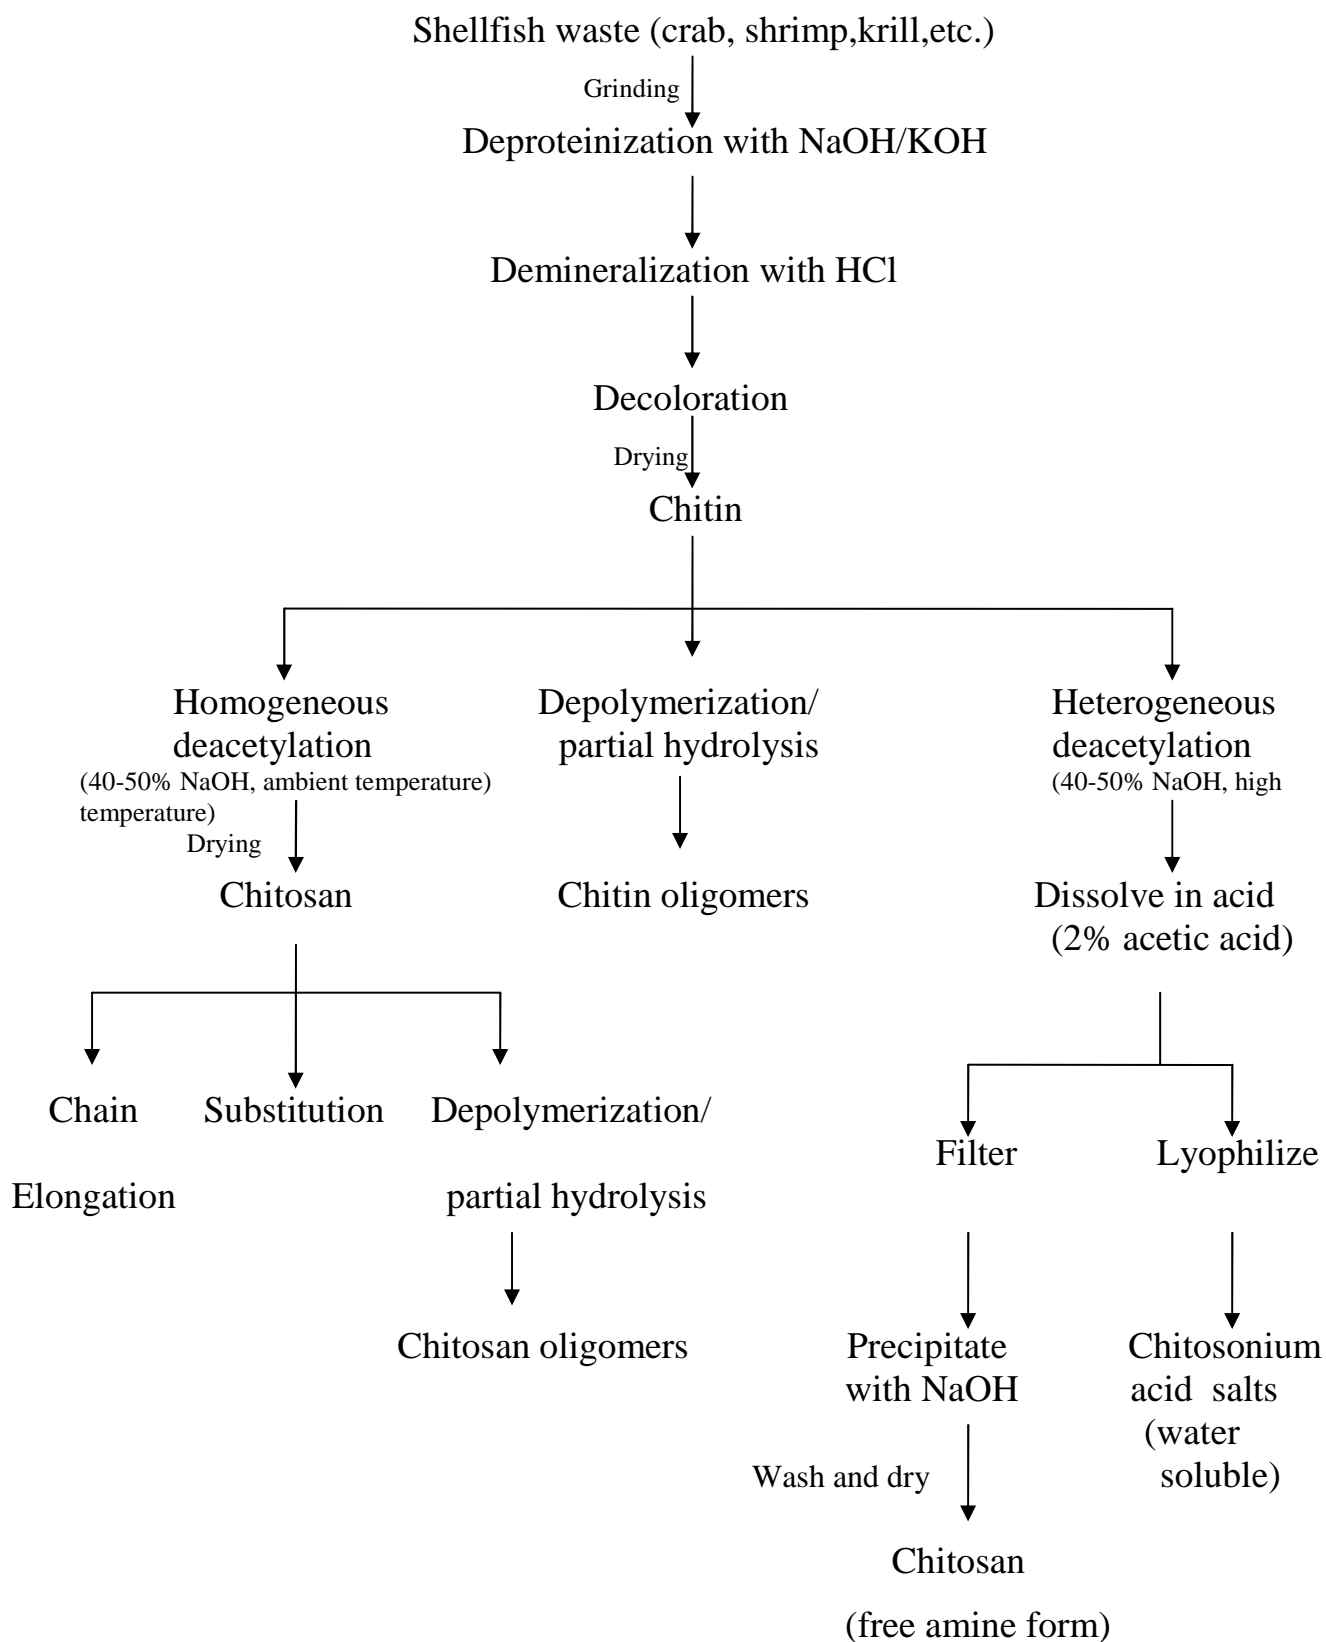 Shellfish waste (crab, shrimp,krill,etc.)
Grinding
Deproteinization with NaOH/KOH
Demineralization with HCl
Decoloration
Drying
Chitin
Homogeneous
deacetylation
(40-50% NaOH, ambient temperature)
temperature)
Drying
Chitosan
Depolymerization/
partial hydrolysis
Chitin oligomers
Heterogeneous
deacetylation
(40-50% NaOH, high
Dissolve in acid
(2% acetic acid)
Chain
Elongation
Substitution
Depolymerization/
partial hydrolysis
Chitosan oligomers
Filter
Precipitate
with NaOH
Wash and dry
Chitosan
(free amine form)
Lyophilize
Chitosonium
acid salts
(water
soluble)